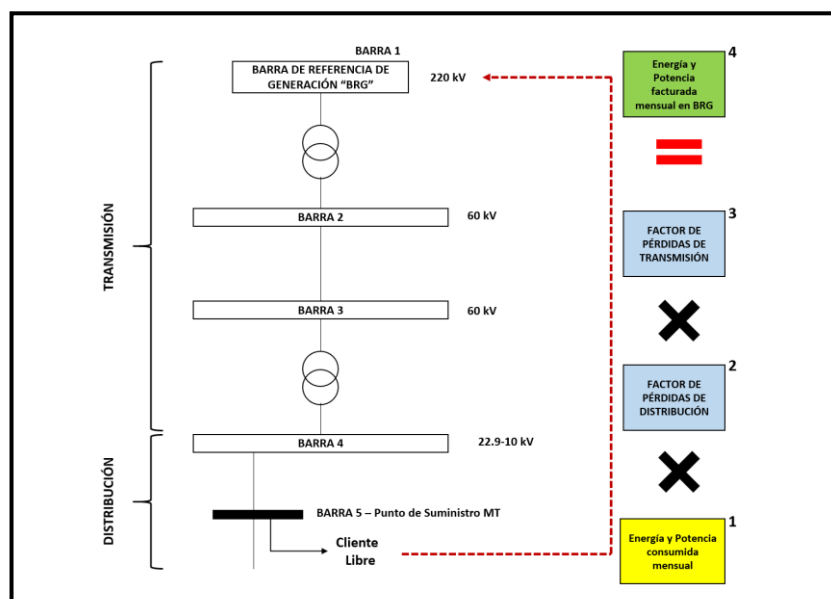 BARRA 1
BARRA DE REFERENCIA DE
GENERACIÓN “BRG”
220 kV
BARRA 2
60 kV
BARRA 3
60 kV
BARRA 4
22.9-10 kV
BARRA 5 – Punto de Suministro MT
Cliente
Libre
TRANSMISIÓN
DISTRIBUCIÓN
4
Energía y
Potencia
facturada
mensual en BRG
3
FACTOR DE
PÉRDIDAS DE
TRANSMISIÓN
2
FACTOR DE
PÉRDIDAS DE
DISTRIBUCIÓN
1
Energía y Potencia
consumida
mensual